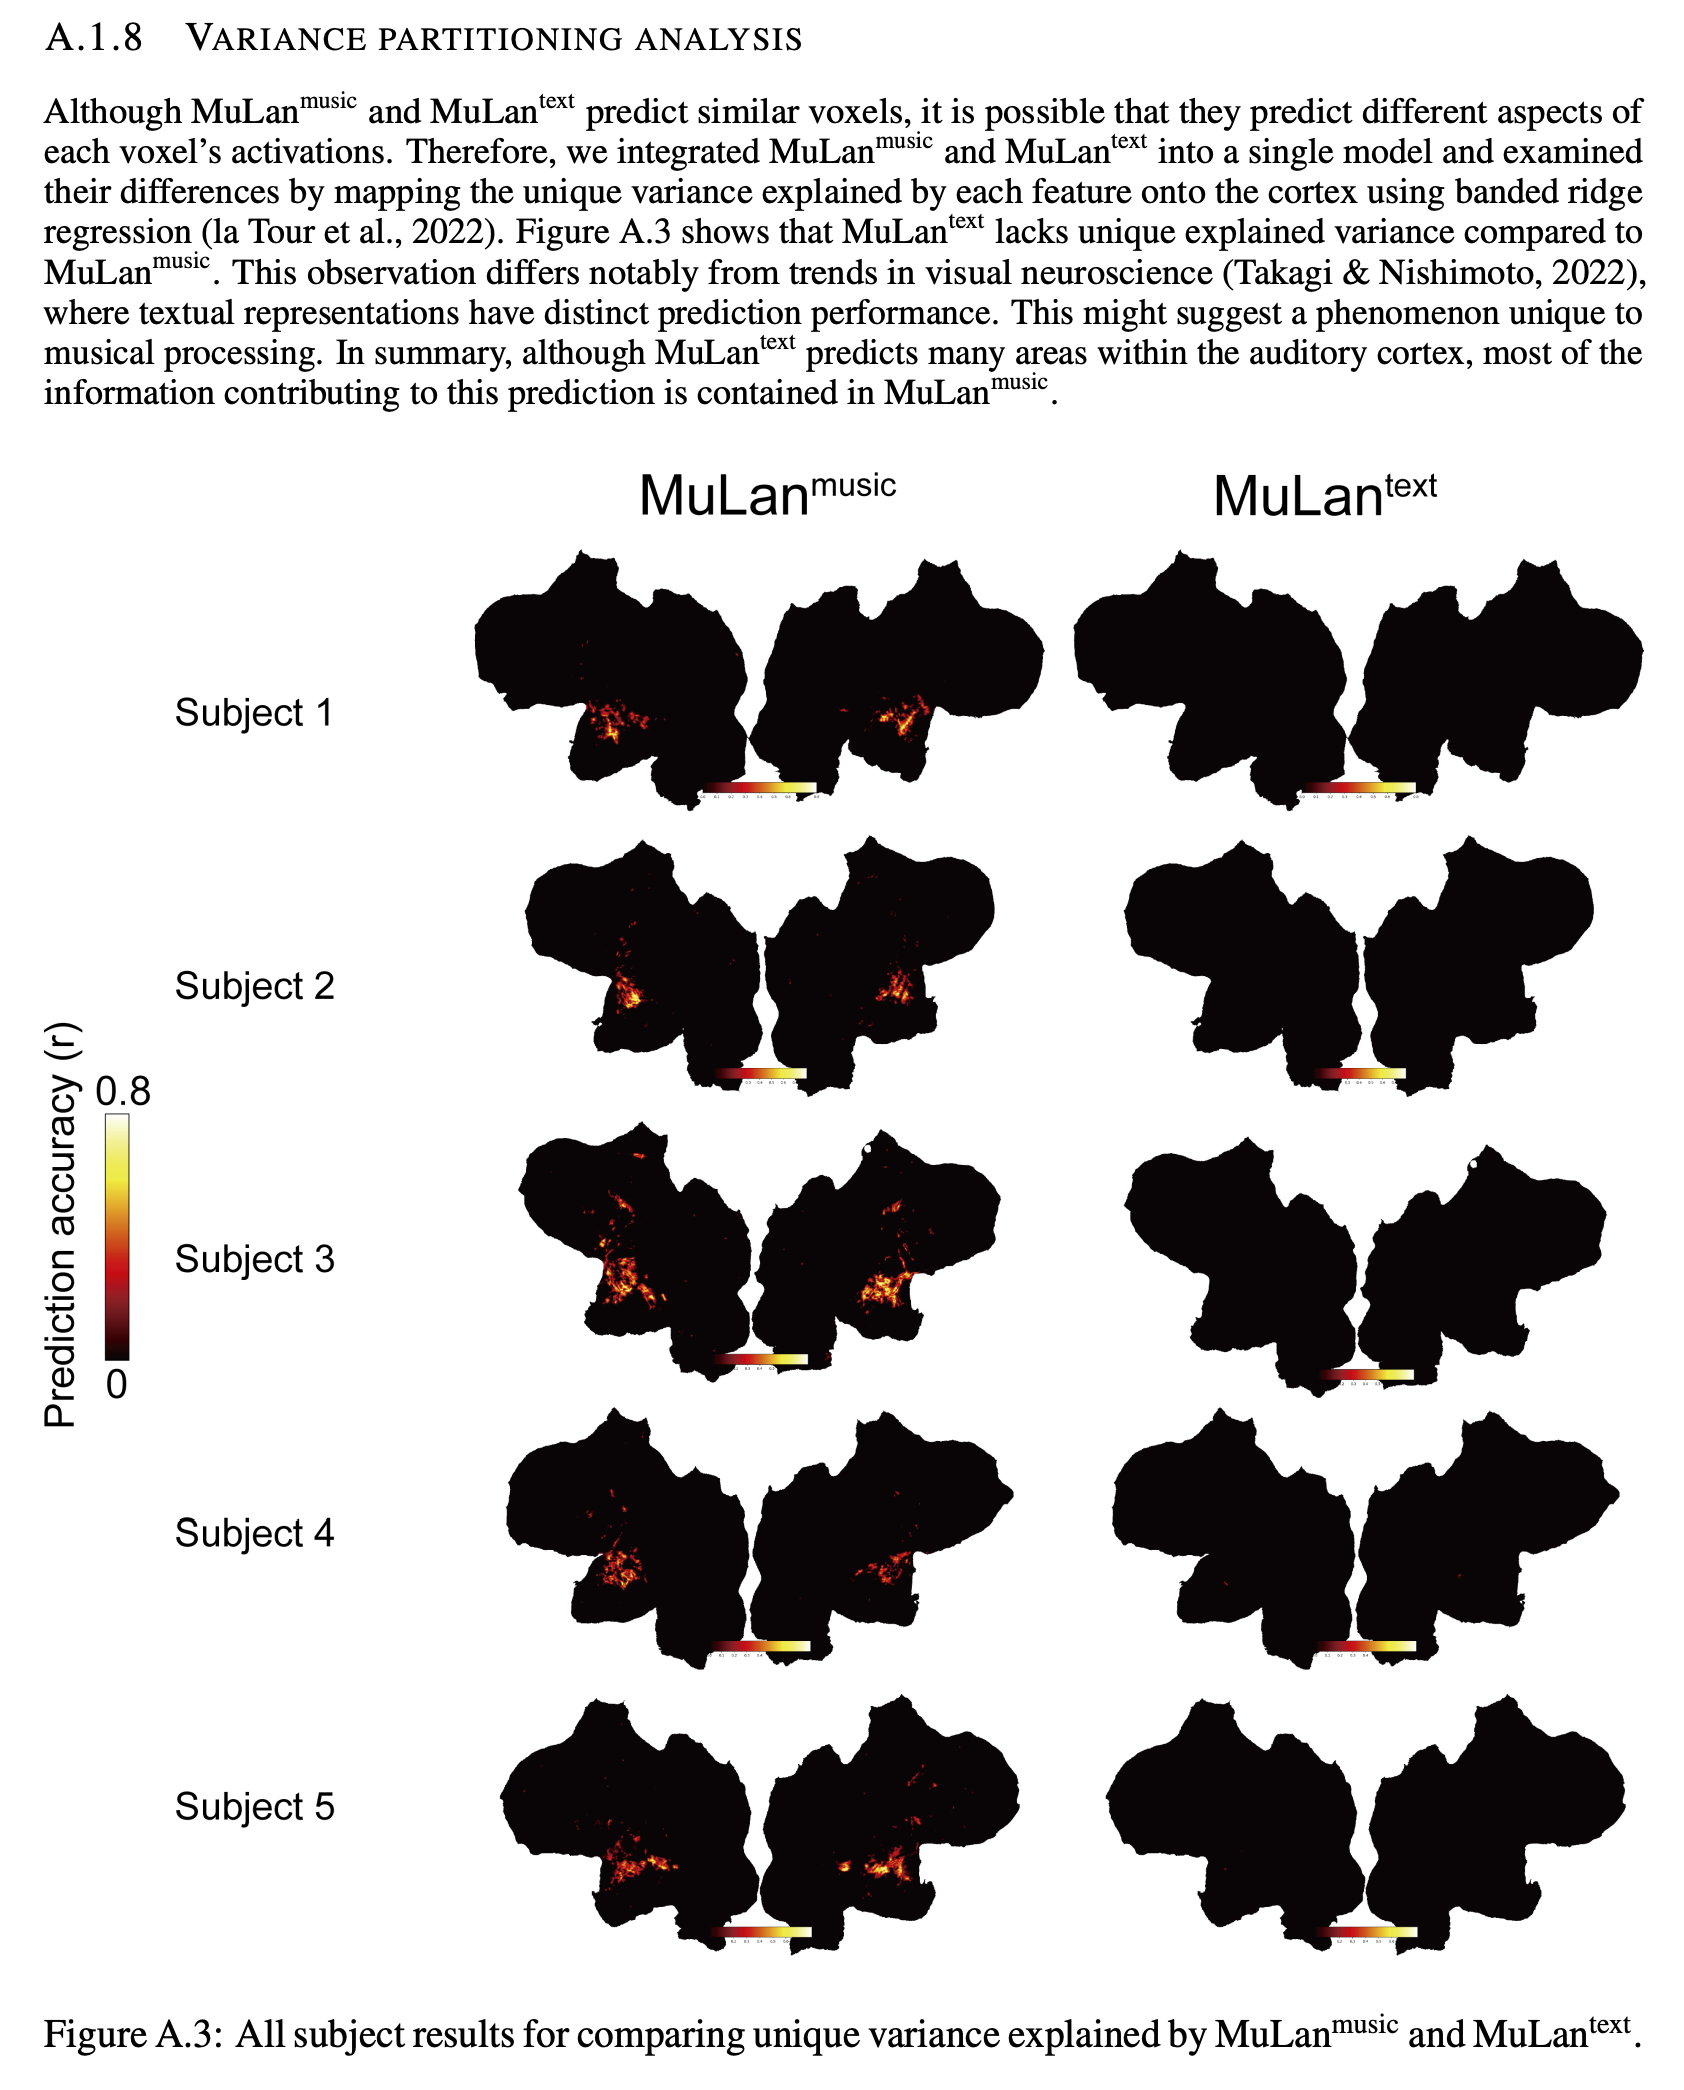 A.1.8 VARIANCE PARTITIONING ANALYSIS
Although MuLan^music and MuLan^text predict similar voxels, it is possible that they predict different aspects of
each voxel's activations. Therefore, we integrated MuLan^music and MuLan^text into a single model and examined
their differences by mapping the unique variance explained by each feature onto the cortex using banded ridge
regression (la Tour et al., 2022). Figure A.3 shows that MuLan^text lacks unique explained variance compared to
MuLan^music. This observation differs notably from trends in visual neuroscience (Takagi & Nishimoto, 2022),
where textual representations have distinct prediction performance. This might suggest a phenomenon unique to
musical processing. In summary, although MuLan^text predicts many areas within the auditory cortex, most of the
information contributing to this prediction is contained in MuLan^music.
MuLan^music MuLan^text
Subject 1
Subject 2
Prediction accuracy (r)
0.8
Subject 3
0
Subject 4
Subject 5
Figure A.3: All subject results for comparing unique variance explained by MuLan^music and MuLan^text.